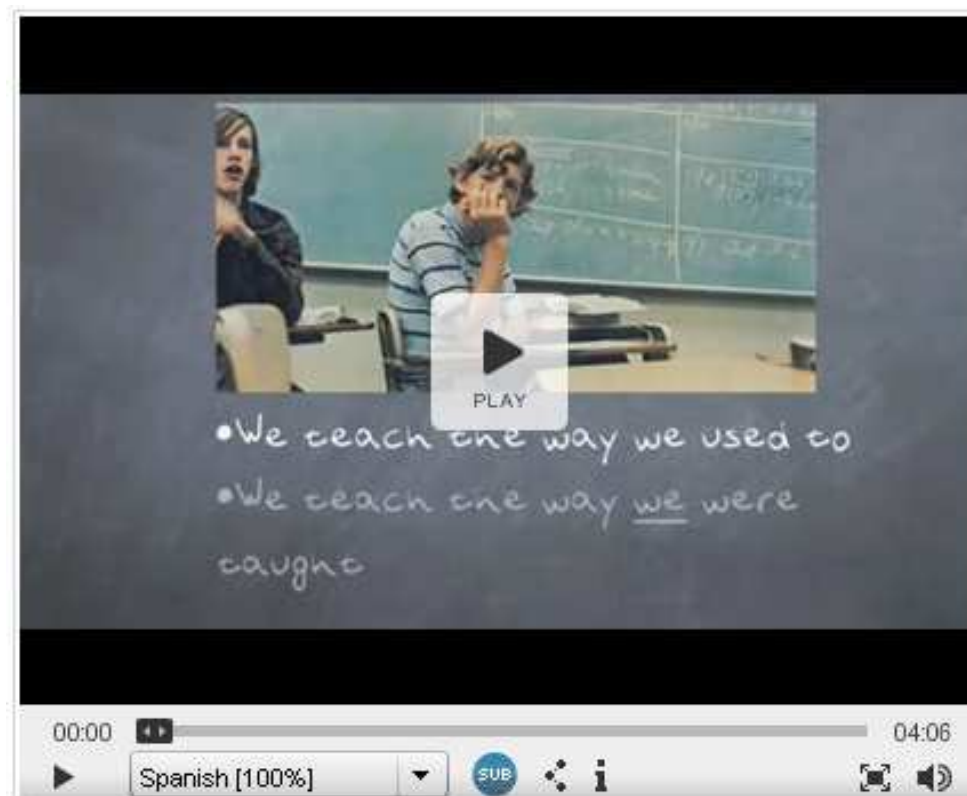 PLAY
•We teach the way we used to
•We teach the way we were
taught
00:00
04:06
Spanish [100%]
SUB
i